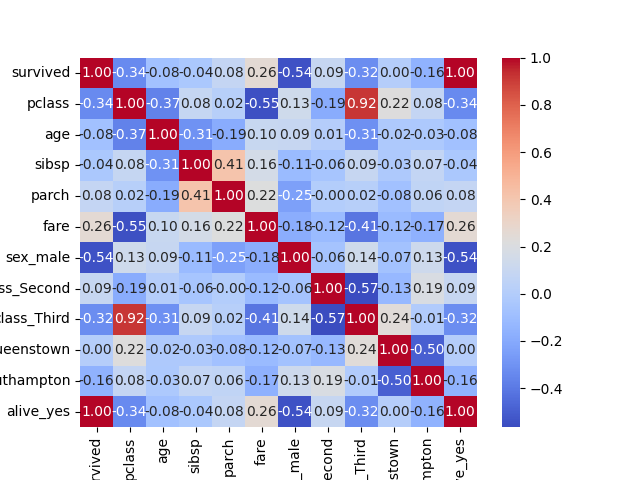 survived 1.00 -0.34 -0.08 -0.04 0.08 0.26 -0.54 0.09 -0.32 0.00 -0.16 1.00
pclass -0.34 1.00 -0.37 0.08 0.02 -0.55 0.13 -0.19 0.92 0.22 0.08 -0.34
age -0.08 -0.37 1.00 -0.31 -0.19 0.10 0.09 0.01 -0.31 -0.02 -0.03 -0.08
sibsp -0.04 0.08 -0.31 1.00 0.41 0.16 -0.11 -0.06 0.09 -0.03 0.07 -0.04
parch 0.08 0.02 -0.19 0.41 1.00 0.22 -0.25 -0.00 0.02 -0.08 0.06 0.08
fare 0.26 -0.55 0.10 0.16 0.22 1.00 -0.18 -0.12 -0.41 -0.12 -0.17 0.26
sex_male -0.54 0.13 0.09 -0.11 -0.25 -0.18 1.00 -0.06 0.14 -0.07 0.13 -0.54
ss_Second 0.09 -0.19 0.01 -0.06 -0.00 -0.12 -0.06 1.00 -0.57 -0.13 0.19 0.09
class_Third -0.32 0.92 -0.31 0.09 0.02 -0.41 0.14 -0.57 1.00 0.24 -0.01 -0.32
ueenstown 0.00 0.22 -0.02 -0.03 -0.08 -0.12 -0.07 -0.13 0.24 1.00 -0.50 0.00
uthampton -0.16 0.08 -0.03 0.07 0.06 -0.17 0.13 0.19 -0.01 -0.50 1.00 -0.16
alive_yes 1.00 -0.34 -0.08 -0.04 0.08 0.26 -0.54 0.09 -0.32 0.00 -0.16 1.00
rvived pclass age sibsp parch fare _male econd _Third stown mpton e_yes
1.0
0.8
0.6
0.4
0.2
0.0
−0.2
−0.4